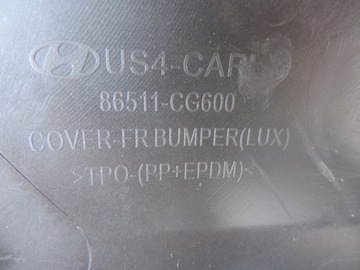 US4-CAR
86511-CG600
COVER-FR BUMPER(LUX)
>TPO-(PP+EPDM)<